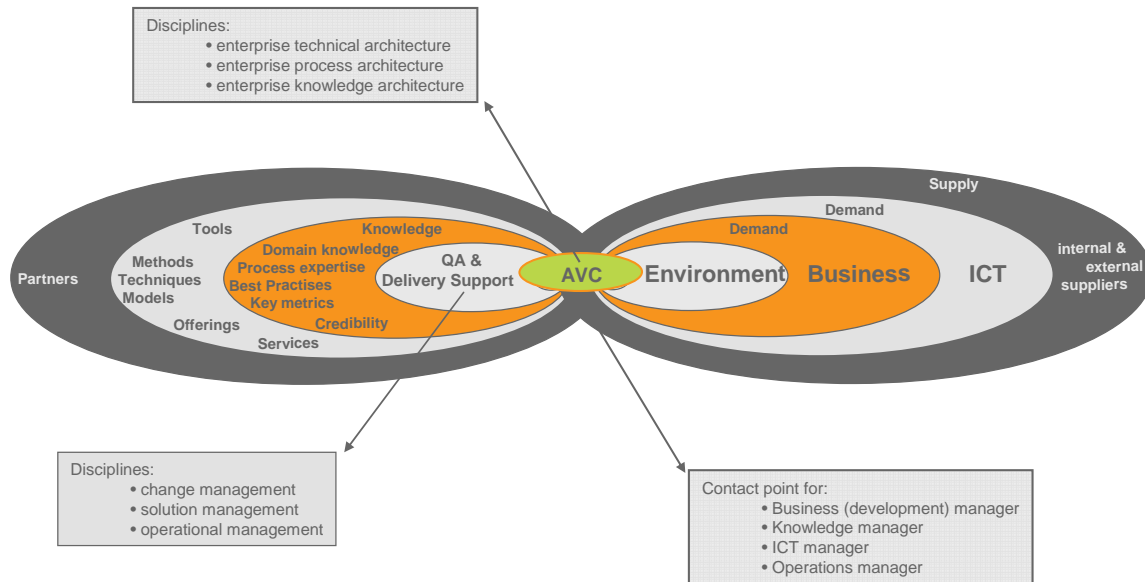 Disciplines:
• enterprise technical architecture
• enterprise process architecture
• enterprise knowledge architecture
Partners
Tools
Methods
Techniques
Models
Offerings
Services
Knowledge
Domain knowledge
Process expertise
Best Practises
Key metrics
Credibility
QA &
Delivery Support
AVC
Environment
Demand
Business
Demand
ICT
Supply
internal &
external
suppliers
Disciplines:
• change management
• solution management
• operational management
Contact point for:
• Business (development) manager
• Knowledge manager
• ICT manager
• Operations manager